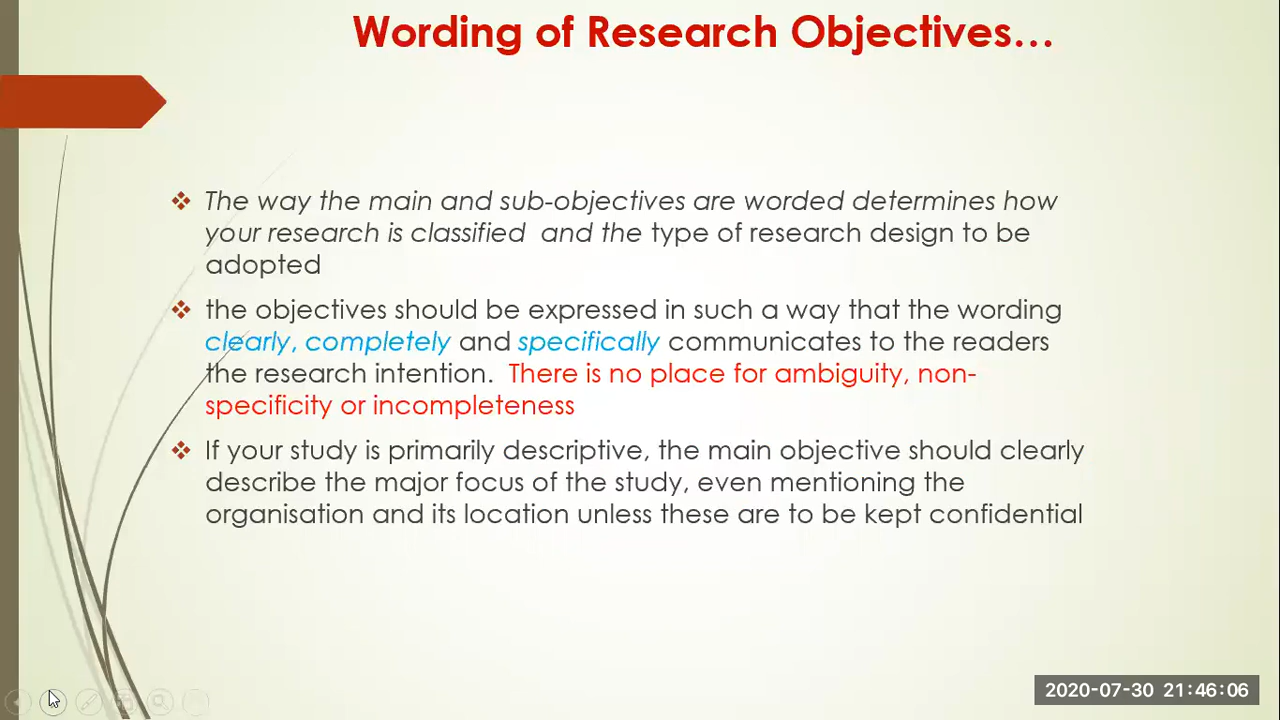 Wording of Research Objectives...
❖ The way the main and sub-objectives are worded determines how
your research is classified and the type of research design to be
adopted
❖ the objectives should be expressed in such a way that the wording
clearly, completely and specifically communicates to the readers
the research intention. There is no place for ambiguity, non-
specificity or incompleteness
❖ If your study is primarily descriptive, the main objective should clearly
describe the major focus of the study, even mentioning the
organisation and its location unless these are to be kept confidential
2020-07-30 21:46:06